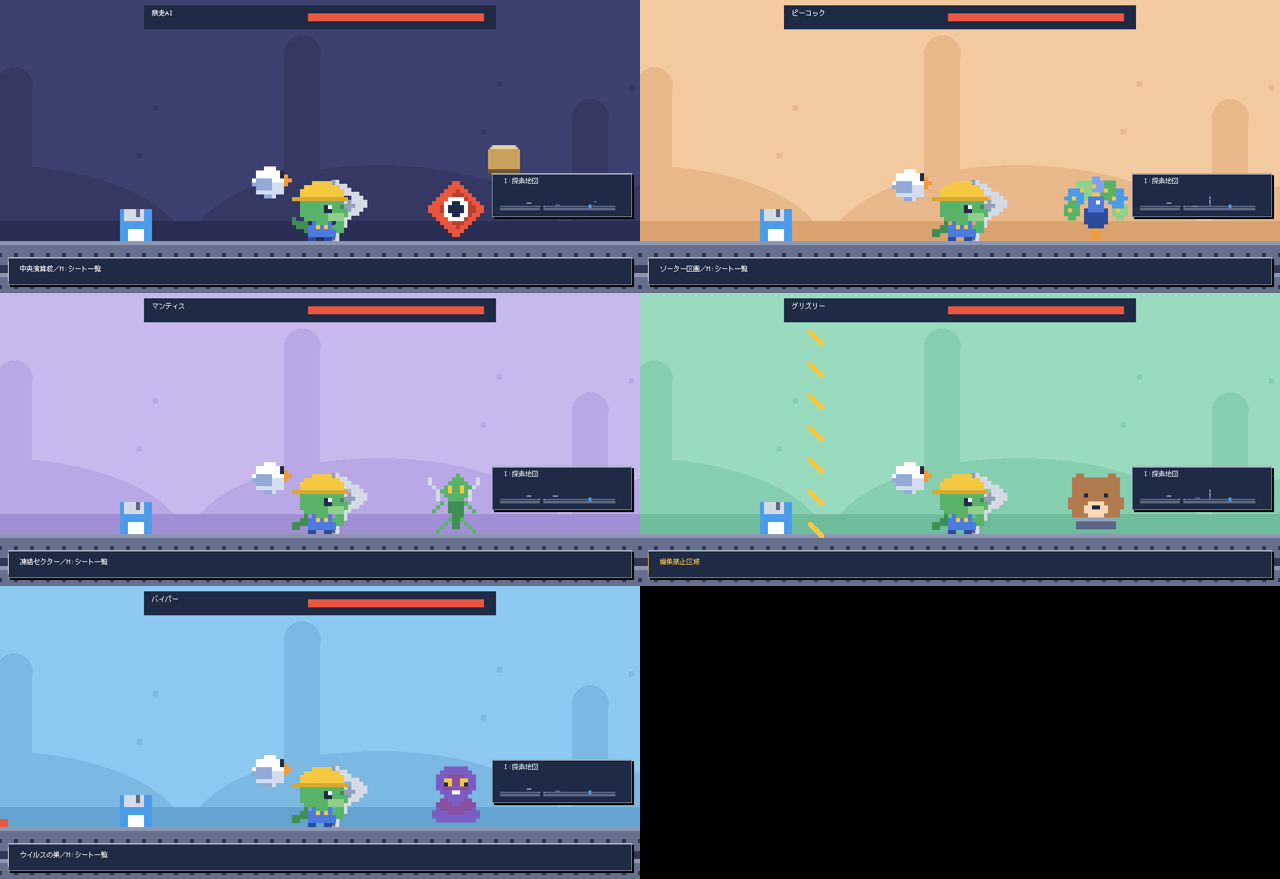 暴走AI
I:探索地図
中央演算核／M:シート一覧
ピーコック
I:探索地図
ソーター区画／M:シート一覧
マンティス
I:探索地図
凍結セクター／M:シート一覧
グリズリー
I:探索地図
編集禁止区域
バイパー
I:探索地図
ウイルスの巣／M:シート一覧